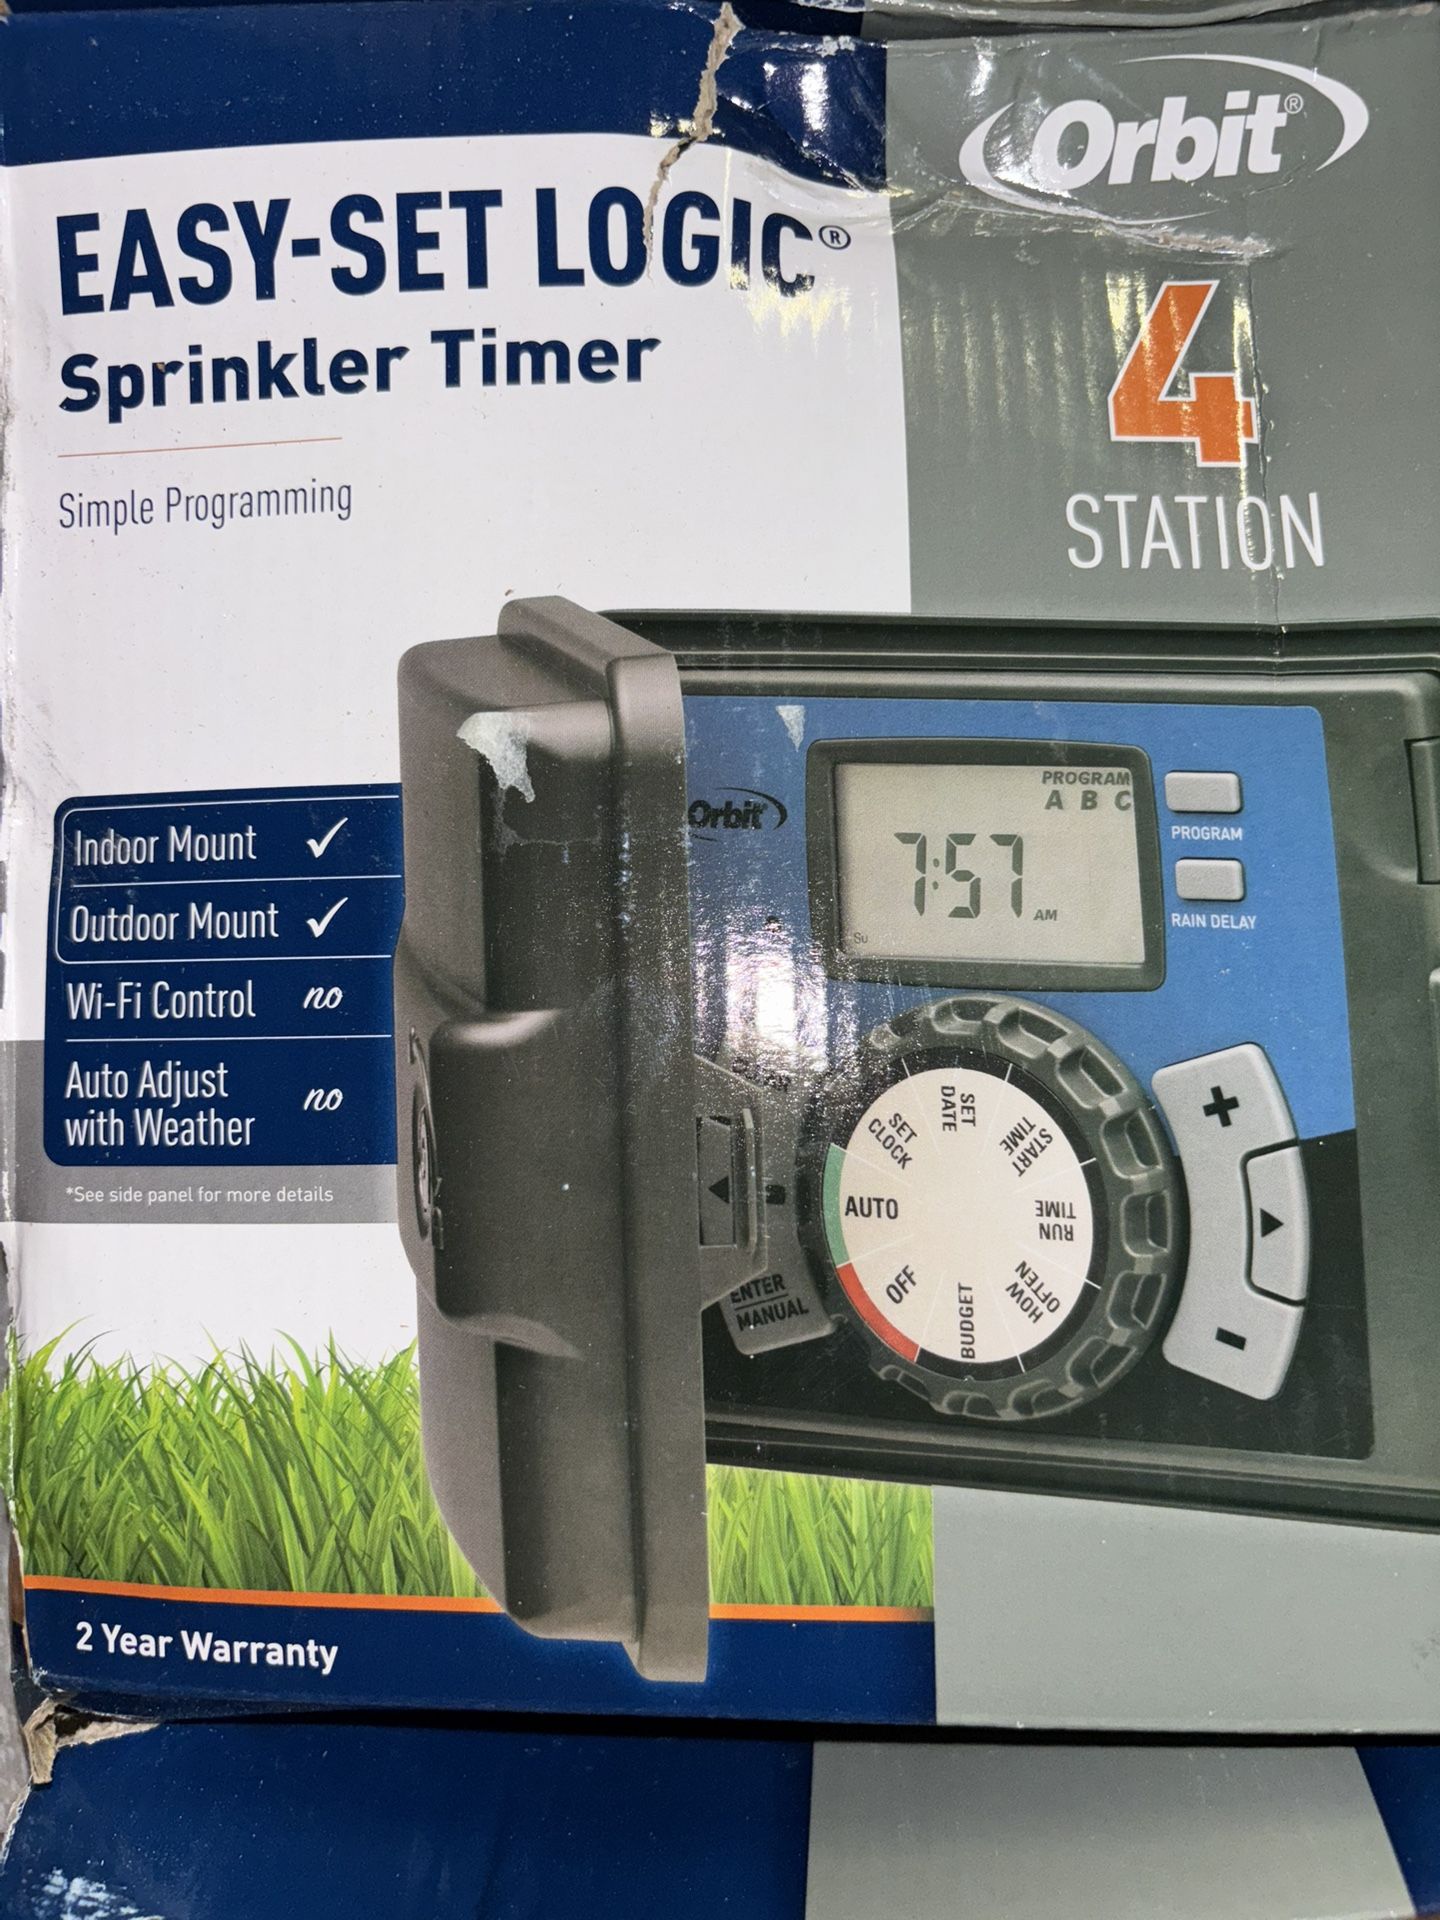 Orbit®
EASY-SET LOGIC®
Sprinkler Timer
Simple Programming
4
STATION
Indoor Mount ✓
Outdoor Mount ✓
Wi-Fi Control no
Auto Adjust
with Weather no
*See side panel for more details
Orbit
PROGRAM
A B C
7:57 AM
Su
PROGRAM
RAIN DELAY
SET
CLOCK
SET
DATE
START
TIME
RUN
TIME
HOW
OFTEN
BUDGET
OFF
AUTO
+
-
ENTER
MANUAL
2 Year Warranty